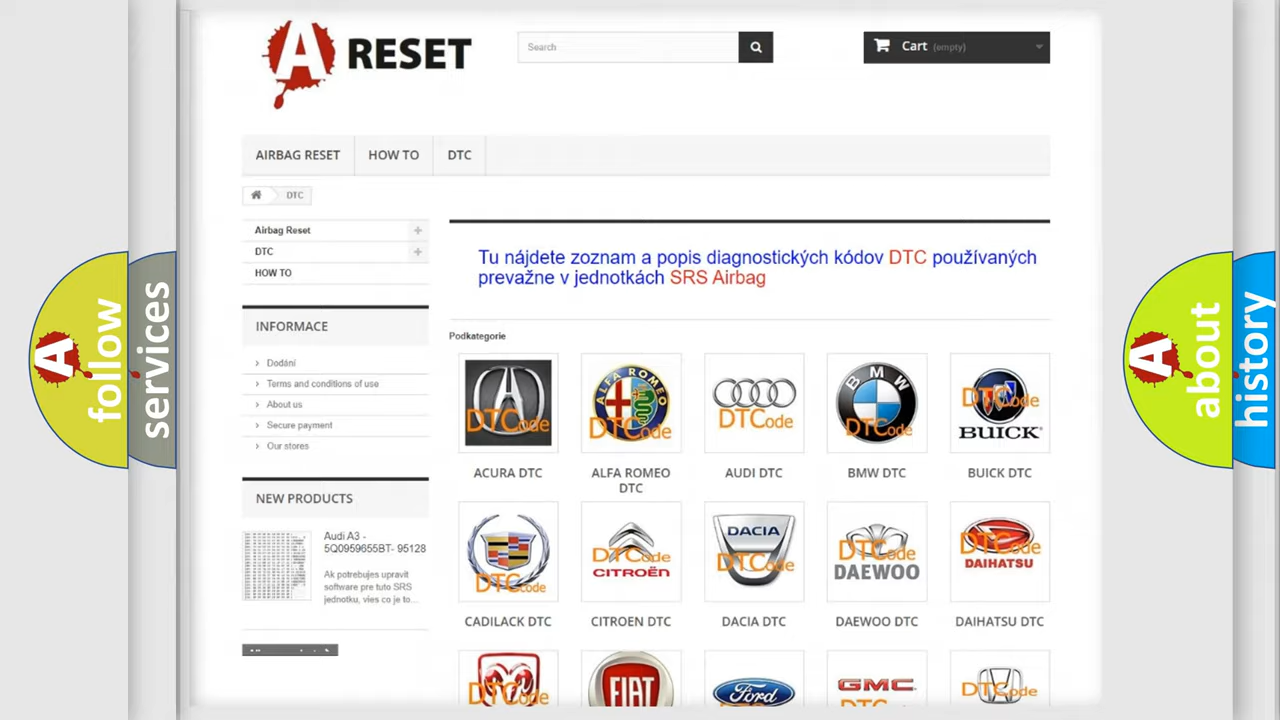 A RESET
Search
Cart (empty)
AIRBAG RESET
HOW TO
DTC
DTC
Airbag Reset
DTC
HOW TO
Tu nájdete zoznam a popis diagnostických kódov DTC používaných
prevažne v jednotkách SRS Airbag
INFORMACE
Dodání
Terms and conditions of use
About us
Secure payment
Our stores
NEW PRODUCTS
Audi A3 -
5Q0959655BT- 95128
Ak potrebujes upravit
software pre tuto SRS
jednotku, vies co je to...
Podkategorie
DTCode
ALFA ROMEO
DTCode
DTCode
BMW
DTCode
DTCode
BUICK
ACURA DTC
ALFA ROMEO
DTC
AUDI DTC
BMW DTC
BUICK DTC
DTCode
DTCode
CITROËN
DACIA
DTCode
DTCode
DAEWOO
DTCode
DAIHATSU
CADILACK DTC
CITROEN DTC
DACIA DTC
DAEWOO DTC
DAIHATSU DTC
DTCode
FIAT
Ford
GMC
DTCode
A follow
services
A about
history